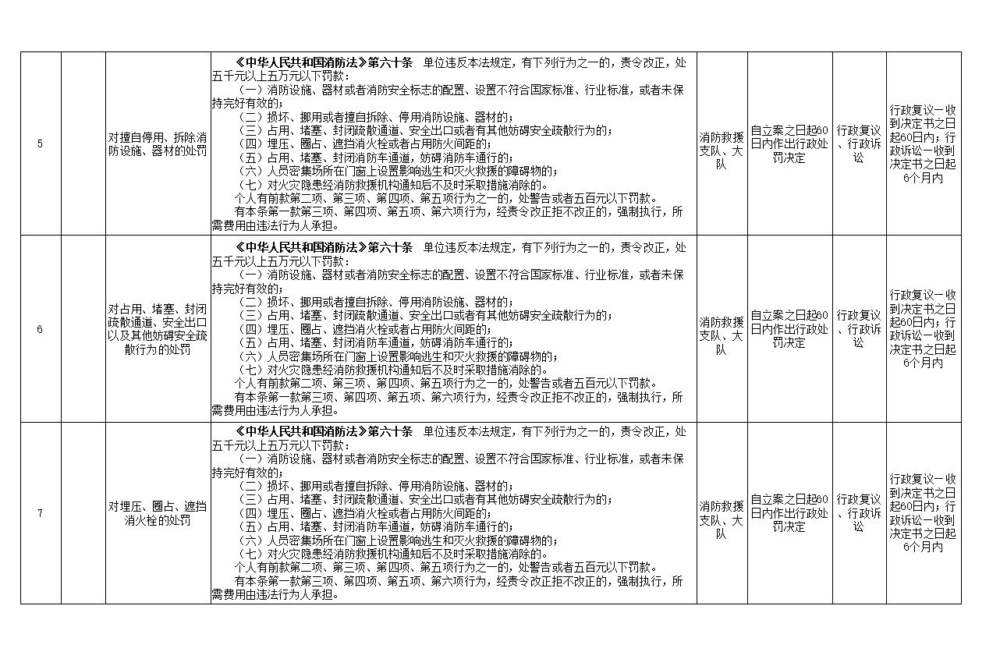 5
对擅自停用、拆除消
防设施、器材的处罚
《中华人民共和国消防法》第六十条　单位违反本法规定，有下列行为之一的，责令改正，处
五千元以上五万元以下罚款：
（一）消防设施、器材或者消防安全标志的配置、设置不符合国家标准、行业标准，或者未保
持完好有效的；
（二）损坏、挪用或者擅自拆除、停用消防设施、器材的；
（三）占用、堵塞、封闭疏散通道、安全出口或者有其他妨碍安全疏散行为的；
（四）埋压、圈占、遮挡消火栓或者占用防火间距的；
（五）占用、堵塞、封闭消防车通道，妨碍消防车通行的；
（六）人员密集场所在门窗上设置影响逃生和灭火救援的障碍物的；
（七）对火灾隐患经消防救援机构通知后不及时采取措施消除的。
个人有前款第二项、第三项、第四项、第五项行为之一的，处警告或者五百元以下罚款。
有本条第一款第三项、第四项、第五项、第六项行为，经责令改正拒不改正的，强制执行，所
需费用由违法行为人承担。
消防救援
支队、大
队
自立案之日起60
日内作出行政处
罚决定
行政复议
、行政诉
讼
行政复议—收
到决定书之日
起60日内；行
政诉讼—收到
决定书之日起
6个月内
6
对占用、堵塞、封闭
疏散通道、安全出口
以及其他妨碍安全疏
散行为的处罚
《中华人民共和国消防法》第六十条　单位违反本法规定，有下列行为之一的，责令改正，处
五千元以上五万元以下罚款：
（一）消防设施、器材或者消防安全标志的配置、设置不符合国家标准、行业标准，或者未保
持完好有效的；
（二）损坏、挪用或者擅自拆除、停用消防设施、器材的；
（三）占用、堵塞、封闭疏散通道、安全出口或者有其他妨碍安全疏散行为的；
（四）埋压、圈占、遮挡消火栓或者占用防火间距的；
（五）占用、堵塞、封闭消防车通道，妨碍消防车通行的；
（六）人员密集场所在门窗上设置影响逃生和灭火救援的障碍物的；
（七）对火灾隐患经消防救援机构通知后不及时采取措施消除的。
个人有前款第二项、第三项、第四项、第五项行为之一的，处警告或者五百元以下罚款。
有本条第一款第三项、第四项、第五项、第六项行为，经责令改正拒不改正的，强制执行，所
需费用由违法行为人承担。
消防救援
支队、大
队
自立案之日起60
日内作出行政处
罚决定
行政复议
、行政诉
讼
行政复议—收
到决定书之日
起60日内；行
政诉讼—收到
决定书之日起
6个月内
7
对埋压、圈占、遮挡
消火栓的处罚
《中华人民共和国消防法》第六十条　单位违反本法规定，有下列行为之一的，责令改正，处
五千元以上五万元以下罚款：
（一）消防设施、器材或者消防安全标志的配置、设置不符合国家标准、行业标准，或者未保
持完好有效的；
（二）损坏、挪用或者擅自拆除、停用消防设施、器材的；
（三）占用、堵塞、封闭疏散通道、安全出口或者有其他妨碍安全疏散行为的；
（四）埋压、圈占、遮挡消火栓或者占用防火间距的；
（五）占用、堵塞、封闭消防车通道，妨碍消防车通行的；
（六）人员密集场所在门窗上设置影响逃生和灭火救援的障碍物的；
（七）对火灾隐患经消防救援机构通知后不及时采取措施消除的。
个人有前款第二项、第三项、第四项、第五项行为之一的，处警告或者五百元以下罚款。
有本条第一款第三项、第四项、第五项、第六项行为，经责令改正拒不改正的，强制执行，所
需费用由违法行为人承担。
消防救援
支队、大
队
自立案之日起60
日内作出行政处
罚决定
行政复议
、行政诉
讼
行政复议—收
到决定书之日
起60日内；行
政诉讼—收到
决定书之日起
6个月内